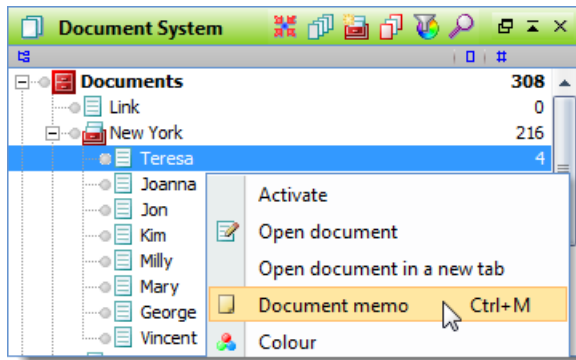 Document System
Documents 308
Link 0
New York 216
Teresa 4
Joanna
Jon
Kim
Milly
Mary
George
Vincent
Activate
Open document
Open document in a new tab
Document memo Ctrl+M
Colour